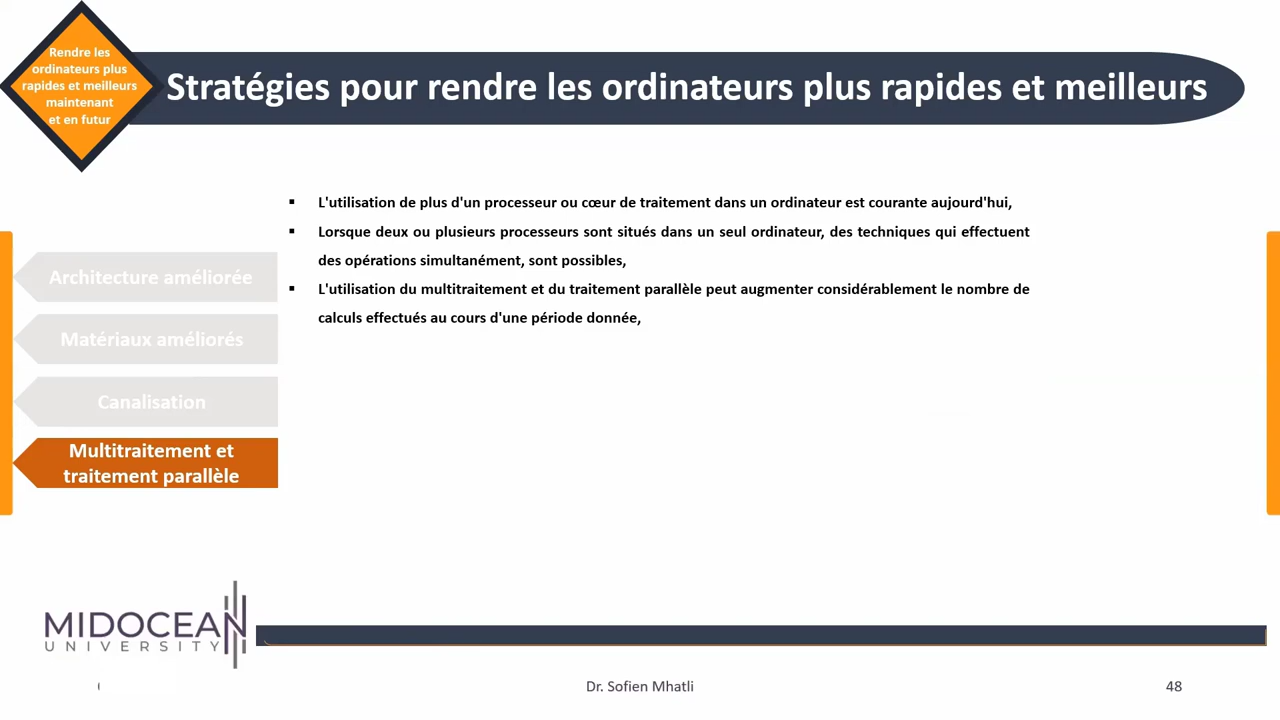 Rendre les
ordinateurs plus
rapides et meilleurs
maintenant
et en futur
Stratégies pour rendre les ordinateurs plus rapides et meilleurs
▪ L'utilisation de plus d'un processeur ou cœur de traitement dans un ordinateur est courante aujourd'hui,
▪ Lorsque deux ou plusieurs processeurs sont situés dans un seul ordinateur, des techniques qui effectuent
des opérations simultanément, sont possibles,
▪ L'utilisation du multitraitement et du traitement parallèle peut augmenter considérablement le nombre de
calculs effectués au cours d'une période donnée,
Architecture améliorée
Matériaux améliorés
Canalisation
Multitraitement et
traitement parallèle
MIDOCEAN
UNIVERSITY
Dr. Sofien Mhatli
48